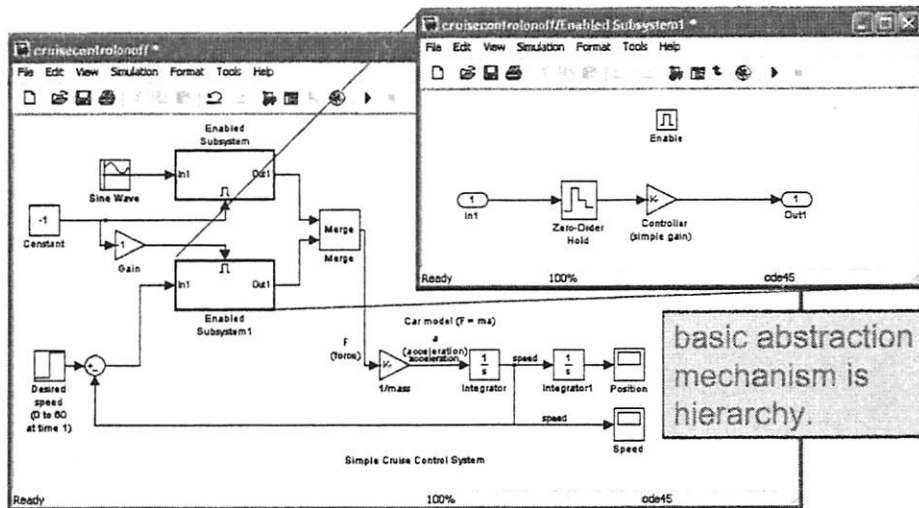 cruisecontrolonoff *
File Edit View Simulation Format Tools Help
Enabled
Subsystem
In1
Out1
Sine Wave
-1
Constant
-1
Gain
Merge
Merge
In1
Out1
Enabled
Subsystem1
Desired
speed
(0 to 60
at time 1)
F
(force)
Car model (F = ma)
a
(acceleration)
acceleration
1/mass
1
s
Integrator
speed
1
s
Integrator1
Position
speed
Speed
Simple Cruise Control System
Ready
100%
ode45
cruisecontrolonoff/Enabled Subsystem1 *
File Edit View Simulation Format Tools Help
Enable
1
In1
Zero-Order
Hold
Controller
(simple gain)
1
Out1
Ready
100%
ode45
basic abstraction
mechanism is
hierarchy.